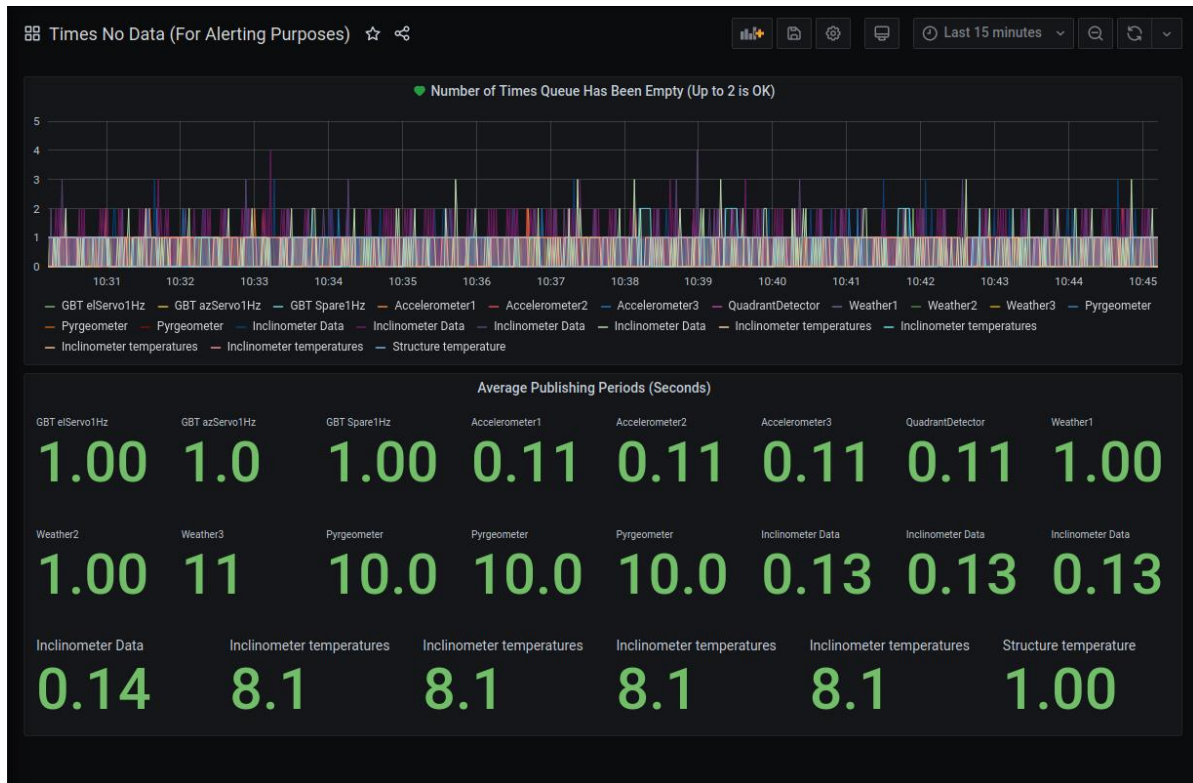 Times No Data (For Alerting Purposes) Last 15 minutes
Number of Times Queue Has Been Empty (Up to 2 is OK)
5
4
3
2
1
0
10:31 10:32 10:33 10:34 10:35 10:36 10:37 10:38 10:39 10:40 10:41 10:42 10:43 10:44 10:45
GBT elServo1Hz GBT azServo1Hz GBT Spare1Hz Accelerometer1 Accelerometer2 Accelerometer3 QuadrantDetector Weather1 Weather2 Weather3 Pyrgeometer
Pyrgeometer Pyrgeometer Inclinometer Data Inclinometer Data Inclinometer Data Inclinometer Data Inclinometer temperatures Inclinometer temperatures
Inclinometer temperatures Inclinometer temperatures Structure temperature
Average Publishing Periods (Seconds)
GBT elServo1Hz GBT azServo1Hz GBT Spare1Hz Accelerometer1 Accelerometer2 Accelerometer3 QuadrantDetector Weather1
1.00 1.0 1.00 0.11 0.11 0.11 0.11 1.00
Weather2 Weather3 Pyrgeometer Pyrgeometer Pyrgeometer Inclinometer Data Inclinometer Data Inclinometer Data
1.00 11 10.0 10.0 10.0 0.13 0.13 0.13
Inclinometer Data Inclinometer temperatures Inclinometer temperatures Inclinometer temperatures Inclinometer temperatures Structure temperature
0.14 8.1 8.1 8.1 8.1 1.00